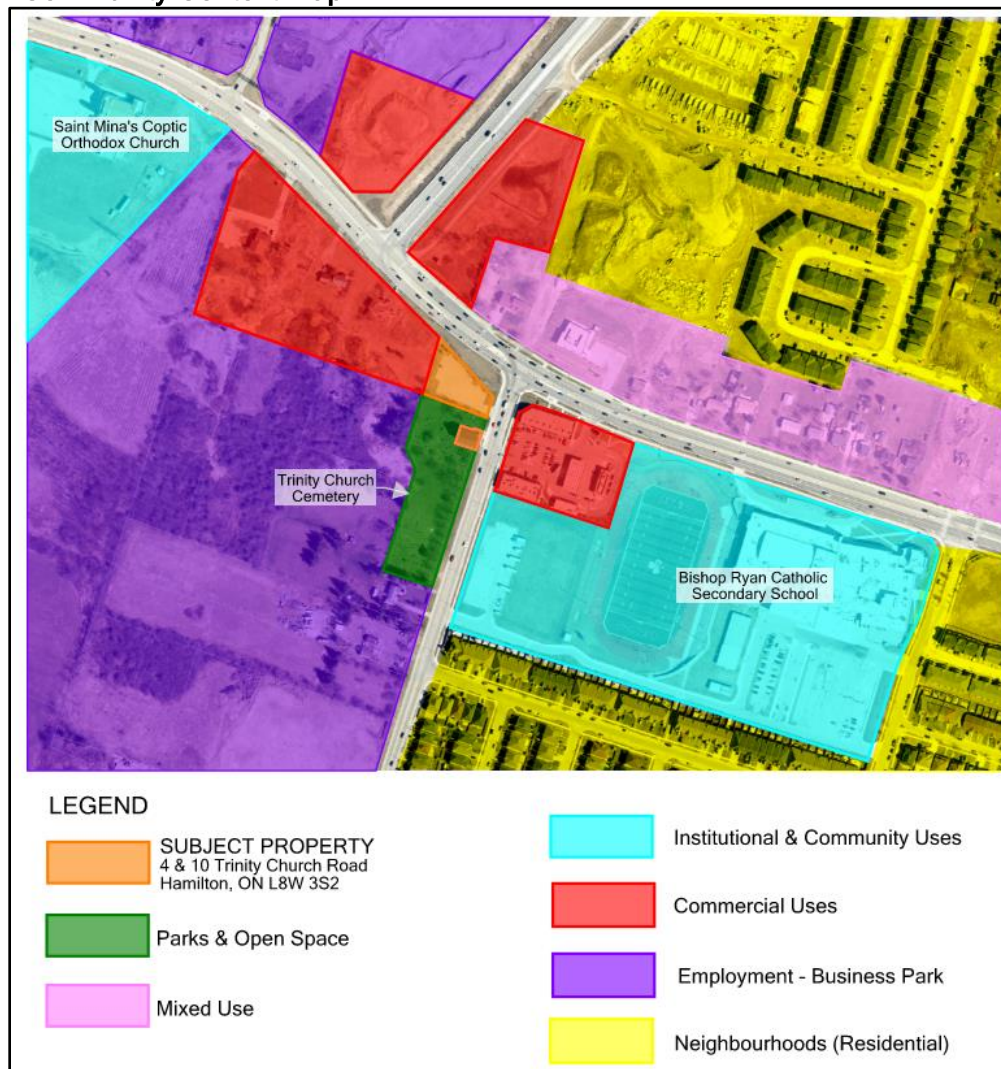 Saint Mina's Coptic
Orthodox Church
Trinity Church
Cemetery
Bishop Ryan Catholic
Secondary School
LEGEND
SUBJECT PROPERTY
4 & 10 Trinity Church Road
Hamilton, ON L8W 3S2
Parks & Open Space
Mixed Use
Institutional & Community Uses
Commercial Uses
Employment - Business Park
Neighbourhoods (Residential)